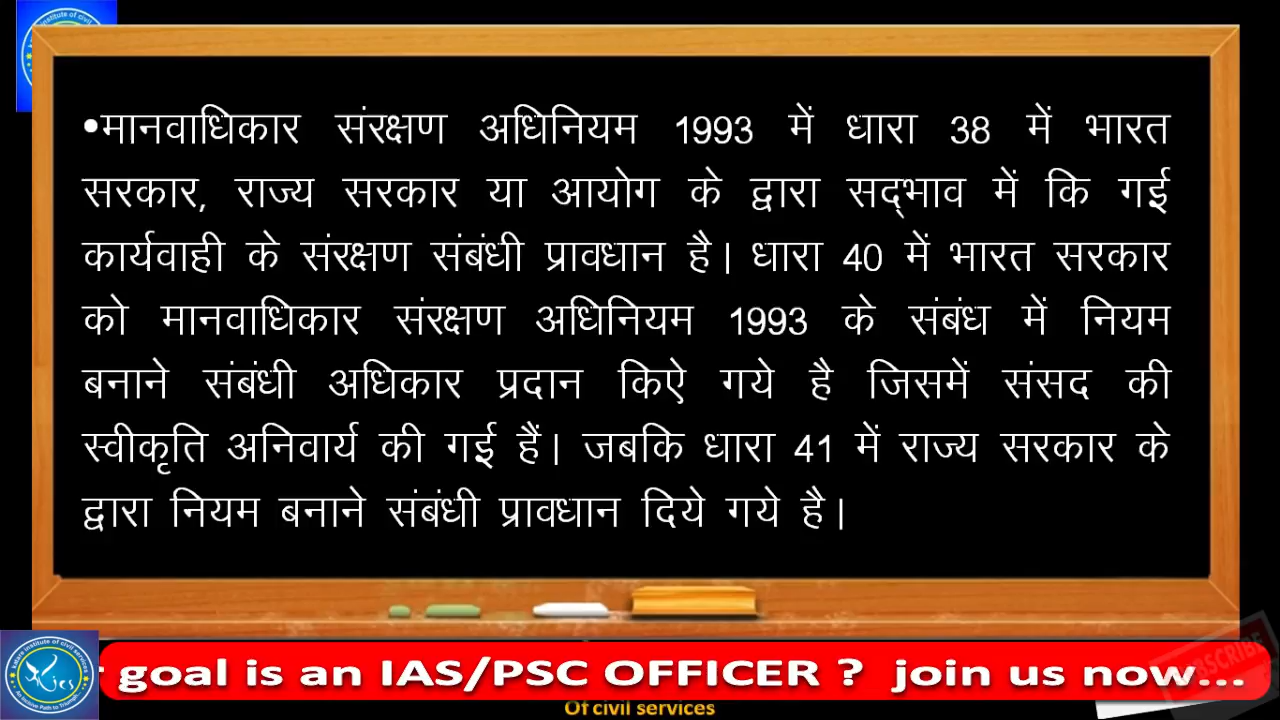 •मानवाधिकार संरक्षण अधिनियम 1993 में धारा 38 में भारत
सरकार, राज्य सरकार या आयोग के द्वारा सद्‌भाव में कि गई
कार्यवाही के संरक्षण संबंधी प्रावधान है।  धारा 40 में भारत सरकार
को मानवाधिकार संरक्षण अधिनियम 1993 के संबंध में नियम
बनाने संबंधी अधिकार प्रदान किऐ गये है जिसमें संसद की
स्वीकृति अनिवार्य की गई हैं। जबकि धारा 41 में राज्य सरकार के
द्वारा नियम बनाने संबंधी प्रावधान दिये गये है।
r goal is an IAS/PSC OFFICER ? join us now...
SUBSCRIBE
Of civil services